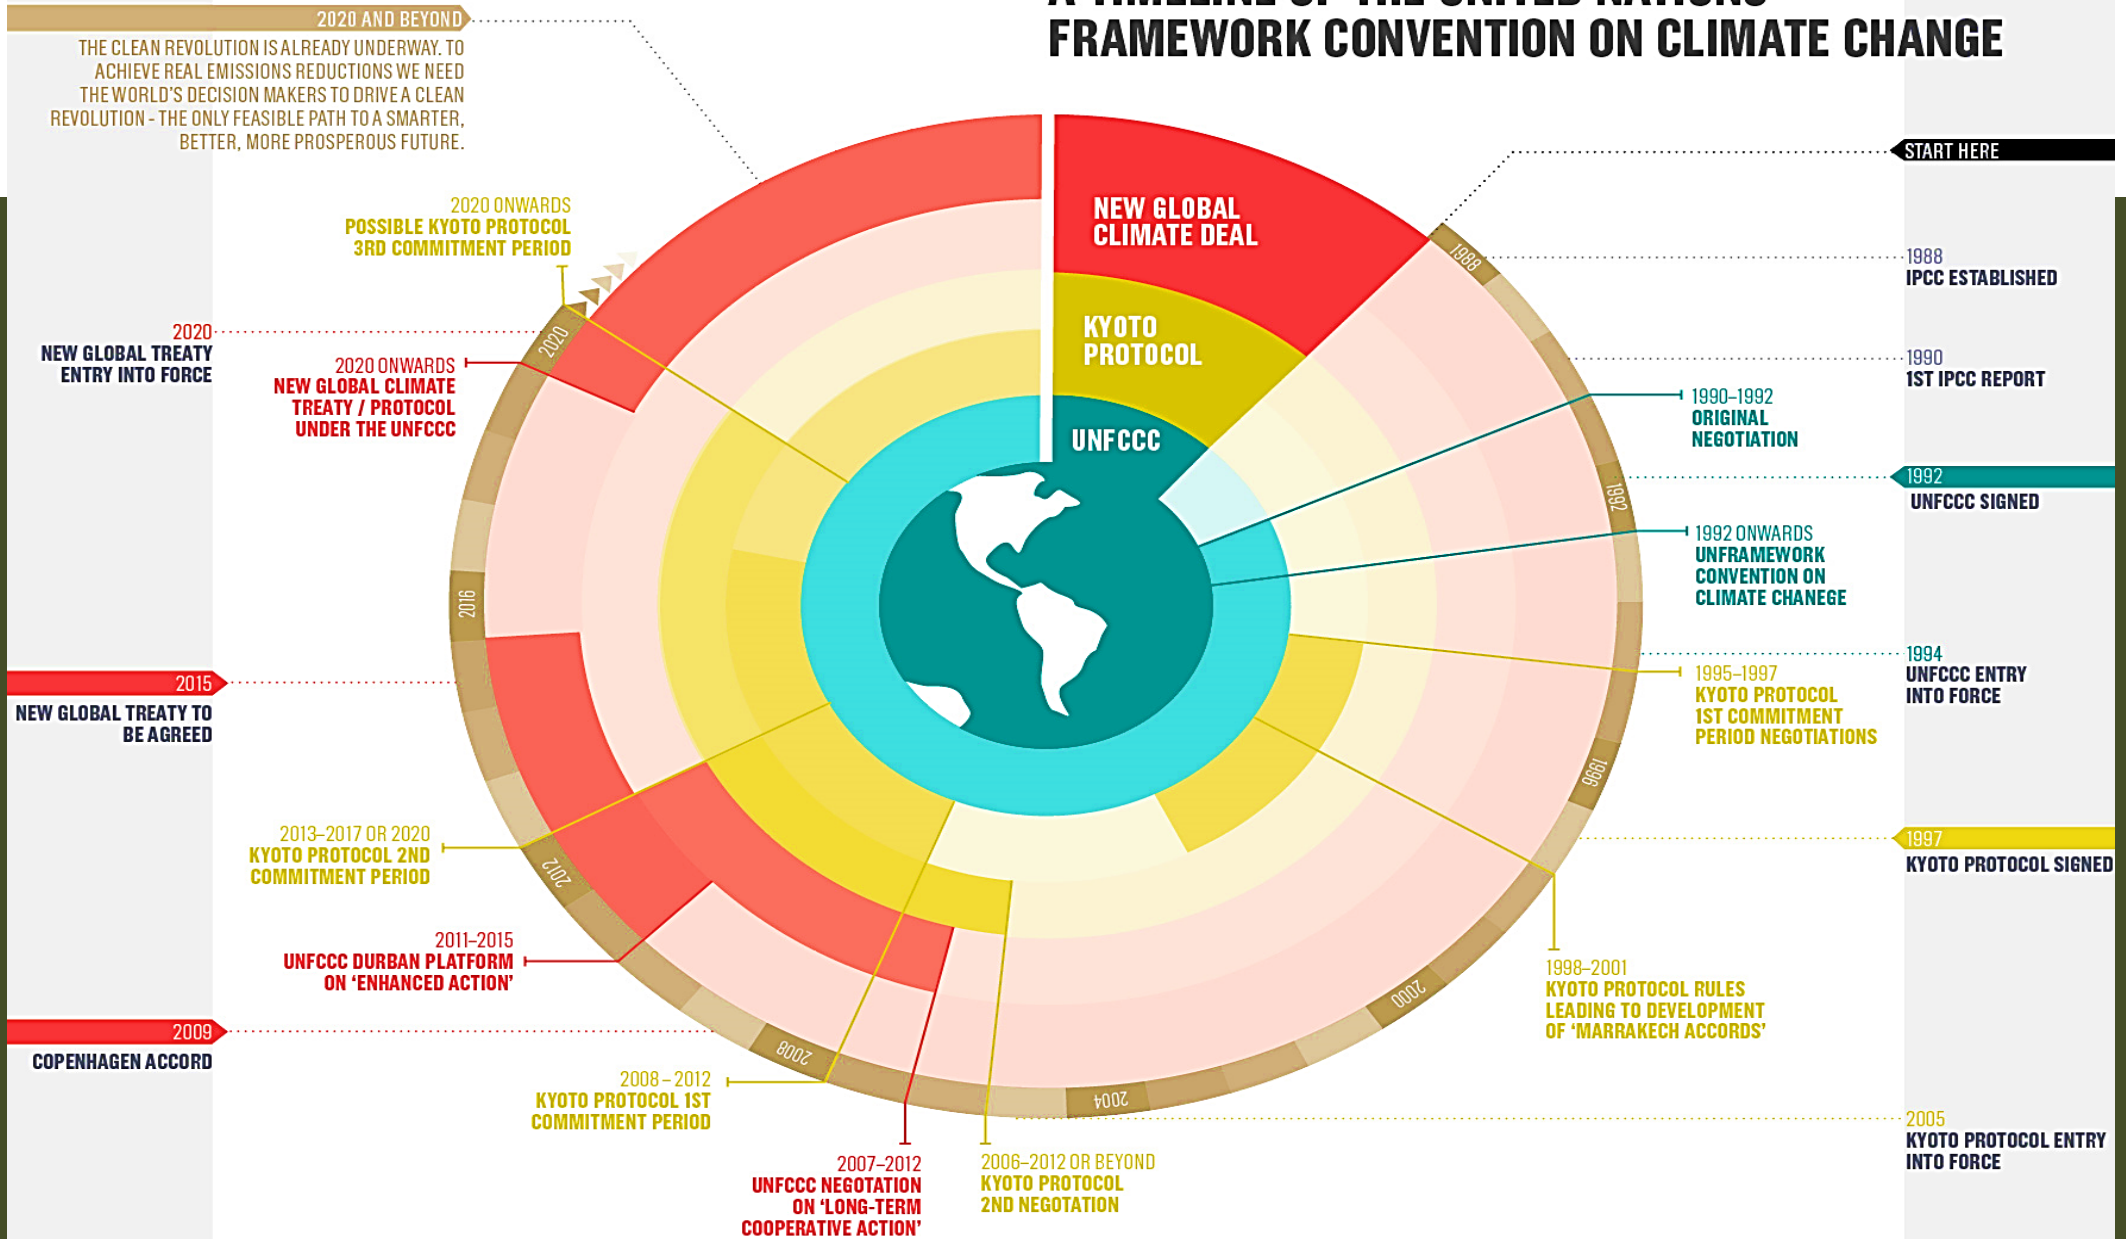 A TIMELINE OF THE UNITED NATIONS
FRAMEWORK CONVENTION ON CLIMATE CHANGE
2020 AND BEYOND
THE CLEAN REVOLUTION IS ALREADY UNDERWAY. TO
ACHIEVE REAL EMISSIONS REDUCTIONS WE NEED
THE WORLD'S DECISION MAKERS TO DRIVE A CLEAN
REVOLUTION - THE ONLY FEASIBLE PATH TO A SMARTER,
BETTER, MORE PROSPEROUS FUTURE.
START HERE
NEW GLOBAL
CLIMATE DEAL
KYOTO
PROTOCOL
UNFCCC
1988
1992
1996
2000
2004
2008
2012
2016
2020
1988
IPCC ESTABLISHED
1990
1ST IPCC REPORT
1990–1992
ORIGINAL
NEGOTIATION
1992
UNFCCC SIGNED
1992 ONWARDS
UNFRAMEWORK
CONVENTION ON
CLIMATE CHANEGE
1994
UNFCCC ENTRY
INTO FORCE
1995–1997
KYOTO PROTOCOL
1ST COMMITMENT
PERIOD NEGOTIATIONS
1997
KYOTO PROTOCOL SIGNED
1998–2001
KYOTO PROTOCOL RULES
LEADING TO DEVELOPMENT
OF ‘MARRAKECH ACCORDS’
2005
KYOTO PROTOCOL ENTRY
INTO FORCE
2006–2012 OR BEYOND
KYOTO PROTOCOL
2ND NEGOTATION
2007–2012
UNFCCC NEGOTATION
ON ‘LONG-TERM
COOPERATIVE ACTION’
2008 – 2012
KYOTO PROTOCOL 1ST
COMMITMENT PERIOD
2009
COPENHAGEN ACCORD
2011–2015
UNFCCC DURBAN PLATFORM
ON ‘ENHANCED ACTION’
2013–2017 OR 2020
KYOTO PROTOCOL 2ND
COMMITMENT PERIOD
2015
NEW GLOBAL TREATY TO
BE AGREED
2020 ONWARDS
NEW GLOBAL CLIMATE
TREATY / PROTOCOL
UNDER THE UNFCCC
2020
NEW GLOBAL TREATY
ENTRY INTO FORCE
2020 ONWARDS
POSSIBLE KYOTO PROTOCOL
3RD COMMITMENT PERIOD